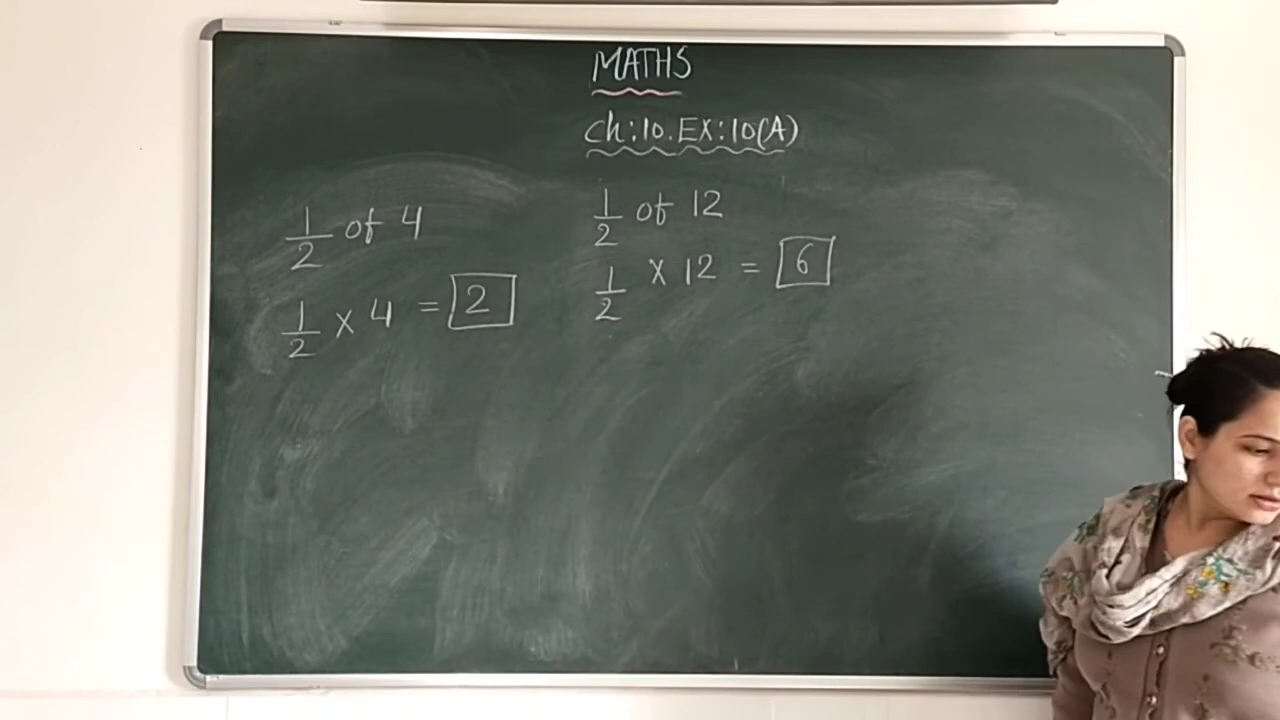 MATHS
Ch:10.EX:10(A)
1/2 of 4
1/2 × 4 = 2
1/2 of 12
1/2 × 12 = 6